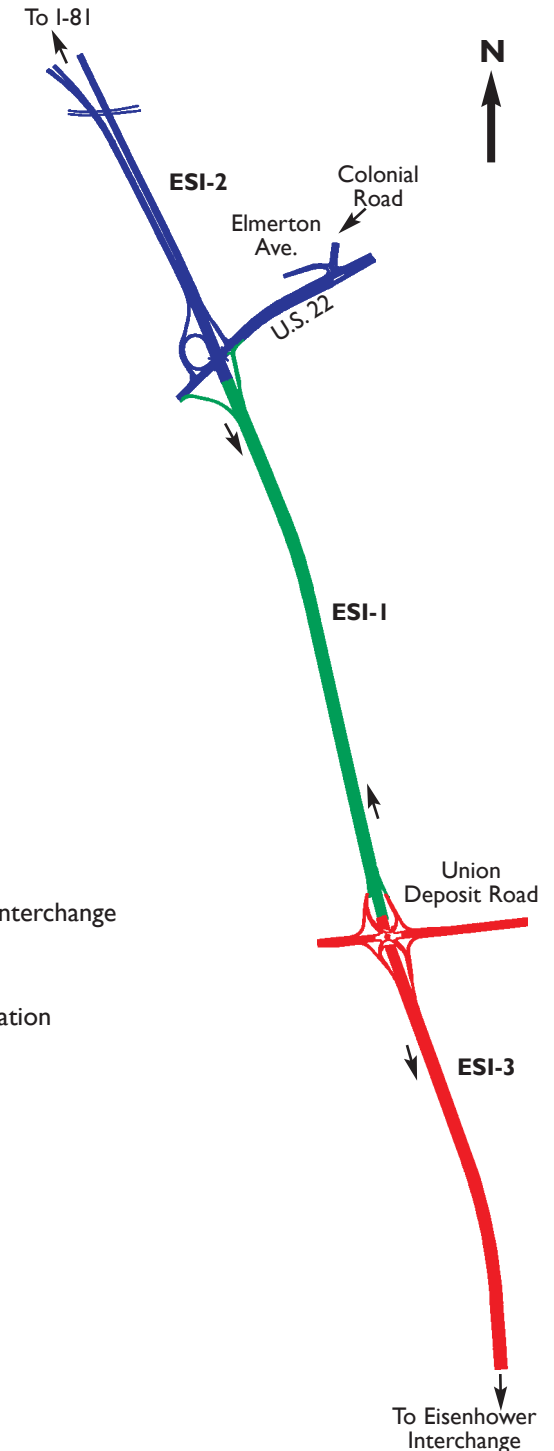 To I-81
N
ESI-2
Colonial
Road
Elmerton
Ave.
U.S. 22
ESI-1
Union
Deposit Road
nterchange
ation
ESI-3
To Eisenhower
Interchange